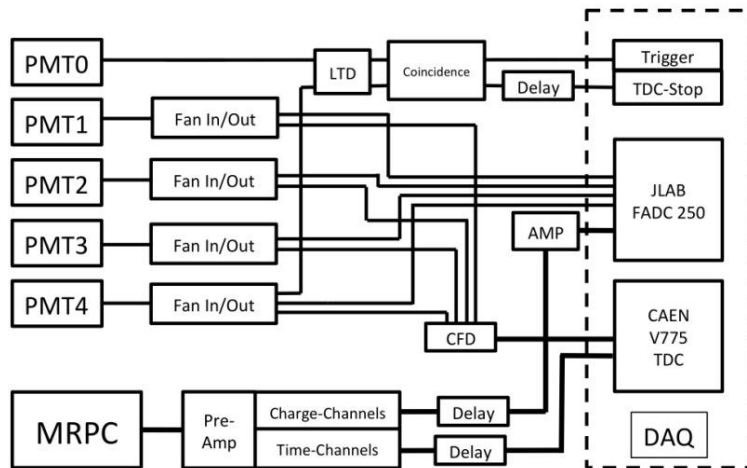 PMT0
LTD
Coincidence
Trigger
Delay
TDC-Stop
PMT1
Fan In/Out
PMT2
Fan In/Out
JLAB
FADC 250
PMT3
Fan In/Out
AMP
PMT4
Fan In/Out
CFD
CAEN
V775
TDC
MRPC
Pre-
Amp
Charge-Channels
Delay
Time-Channels
Delay
DAQ